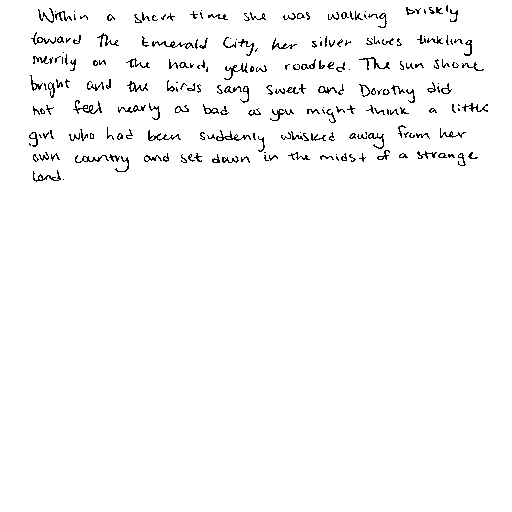 Within a short time she was walking briskly
toward the Emerald City, her silver shoes tinkling
merrily on the hard, yellow roadbed. The sun shone
bright and the birds sang sweet and Dorothy did
not feel nearly as bad as you might think a little
girl who had been suddenly whisked away from her
own country and set down in the midst of a strange
land.